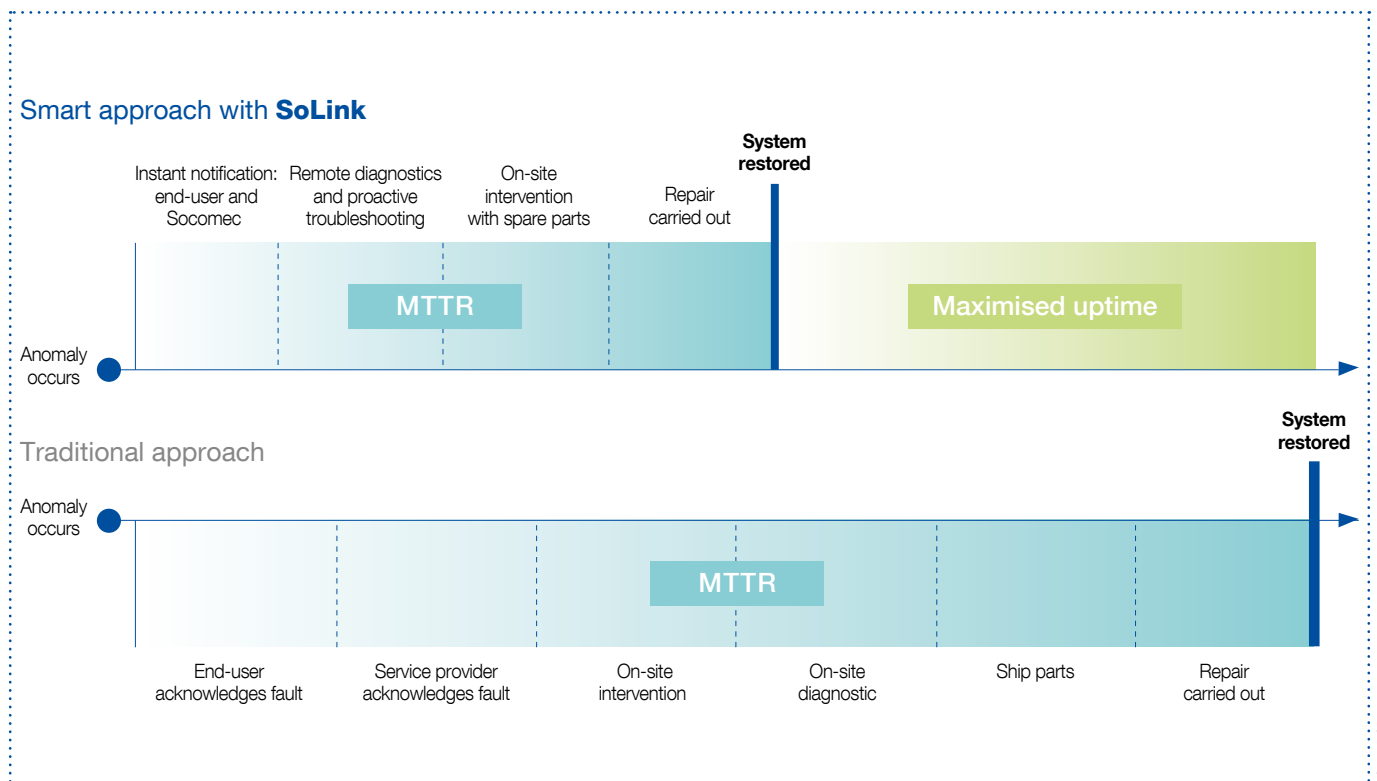 Smart approach with SoLink
Instant notification:
end-user and
Socomec
Remote diagnostics
and proactive
troubleshooting
On-site
intervention
with spare parts
Repair
carried out
System
restored
MTTR
Maximised uptime
Anomaly
occurs
Traditional approach
System
restored
Anomaly
occurs
MTTR
End-user
acknowledges fault
Service provider
acknowledges fault
On-site
intervention
On-site
diagnostic
Ship parts
Repair
carried out